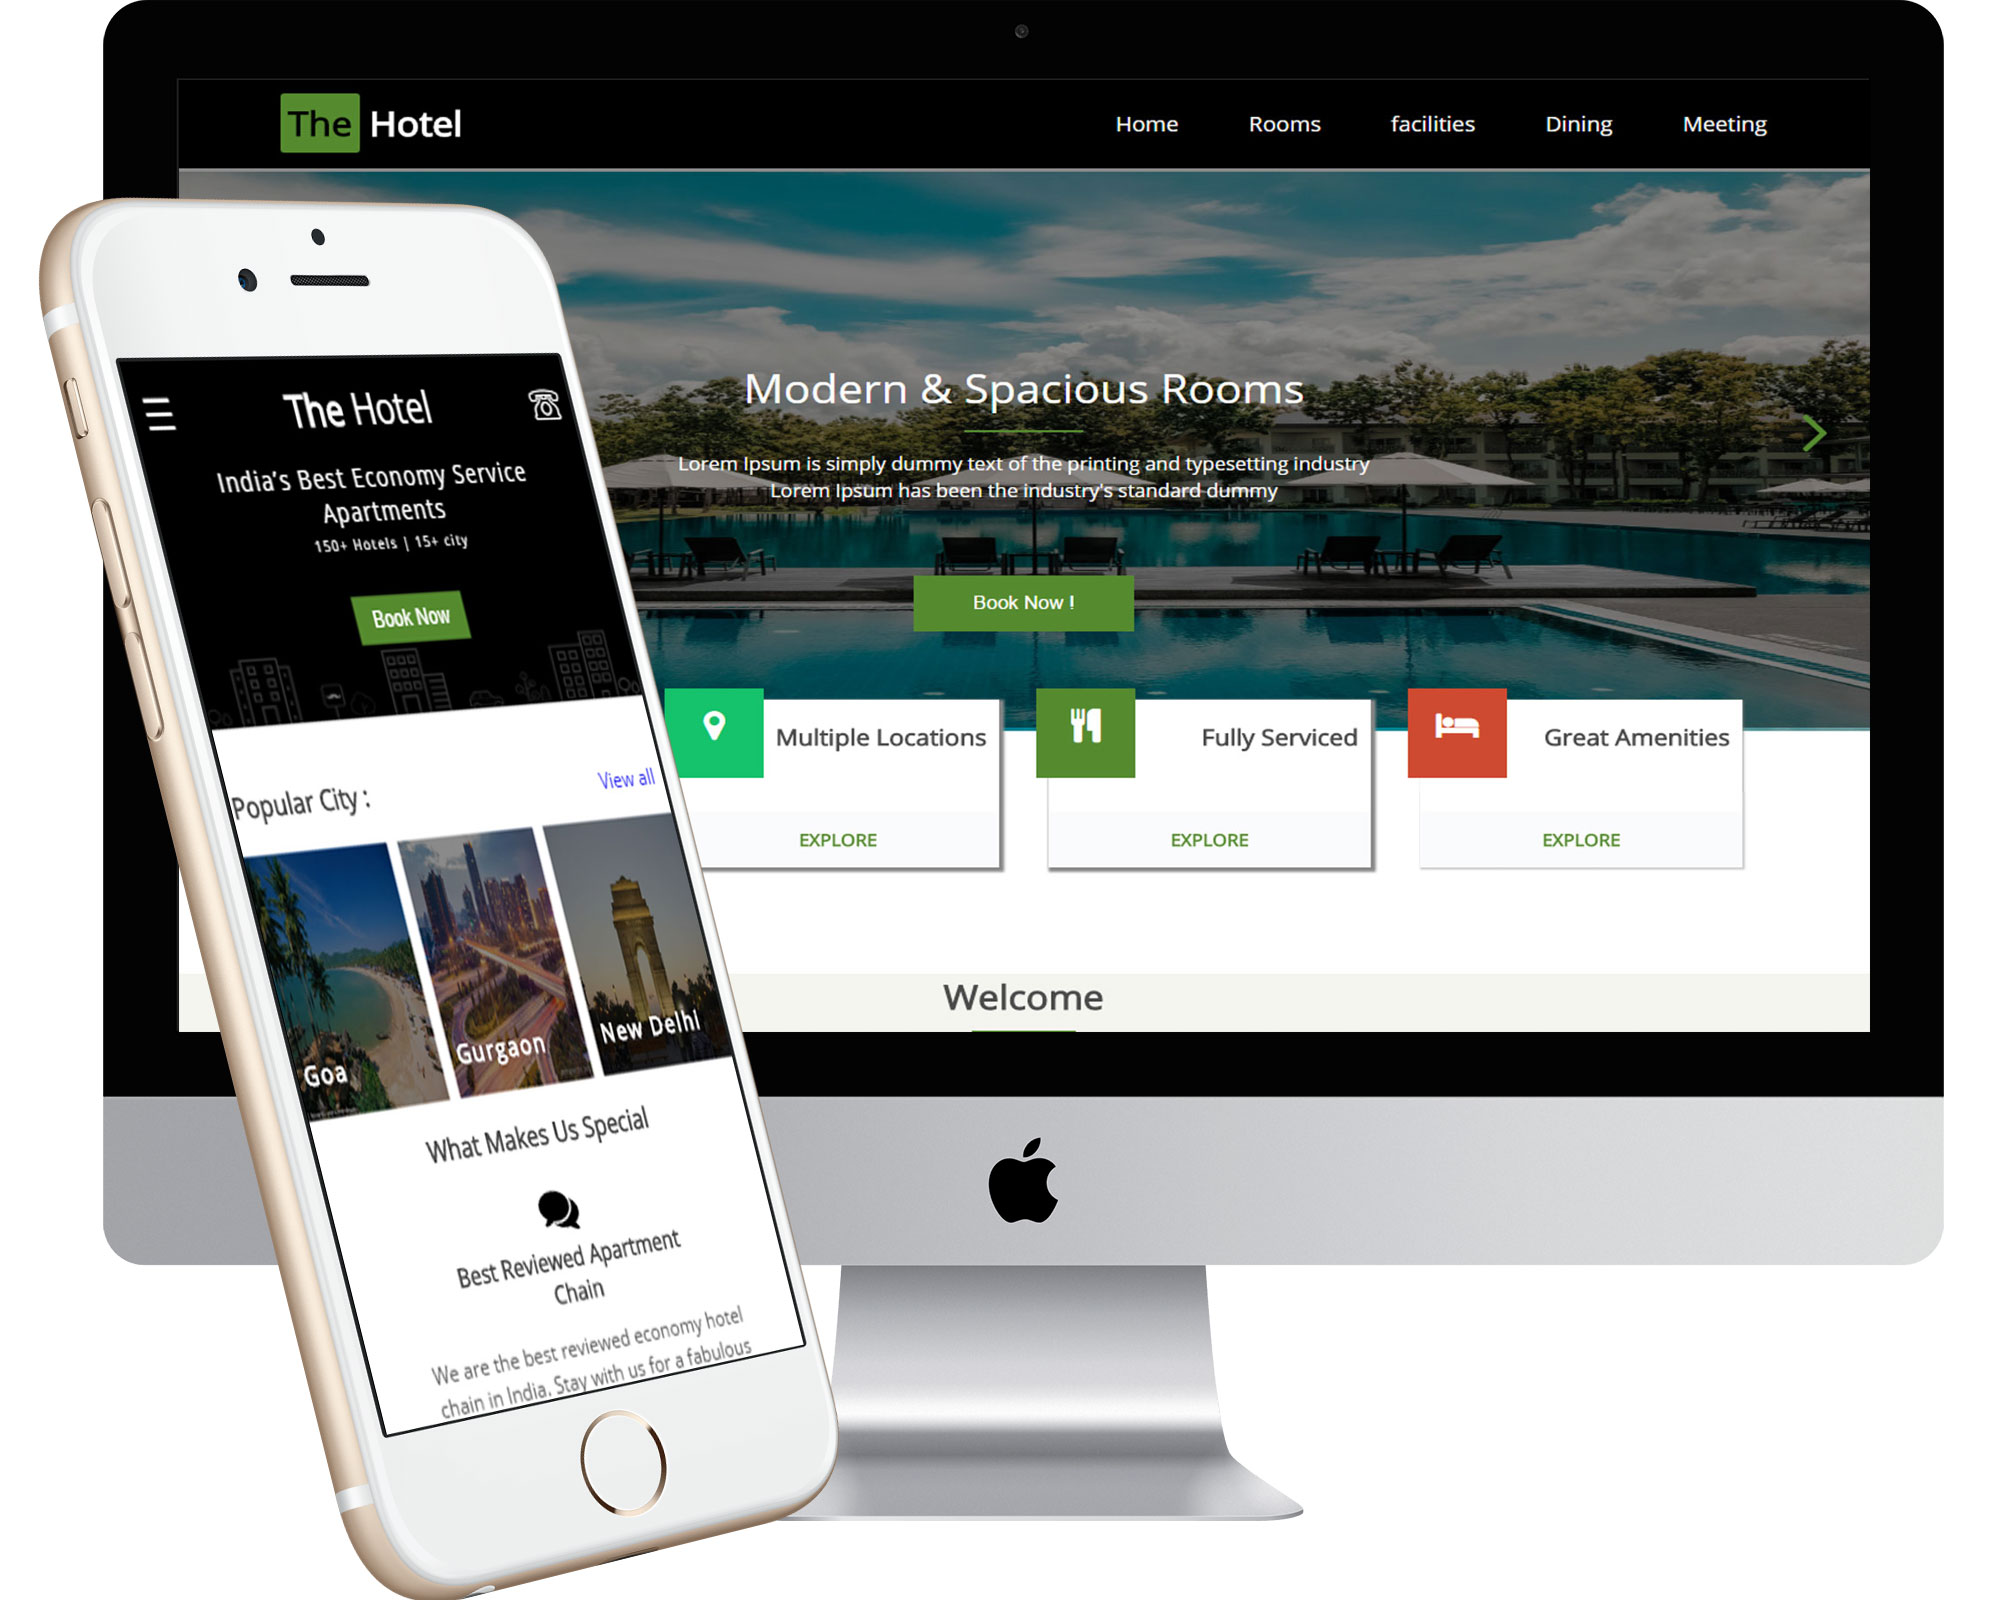 The Hotel
Home Rooms facilities Dining Meeting
Modern & Spacious Rooms
Lorem Ipsum is simply dummy text of the printing and typesetting industry
Lorem Ipsum has been the industry's standard dummy
Book Now !
Multiple Locations
EXPLORE
Fully Serviced
EXPLORE
Great Amenities
EXPLORE
Welcome
The Hotel
India’s Best Economy Service
Apartments
150+ Hotels | 15+ city
Book Now
Popular City :
View all
Goa
Gurgaon
New Delhi
What Makes Us Special
Best Reviewed Apartment
Chain
We are the best reviewed economy hotel
chain in India. Stay with us for a fabulous